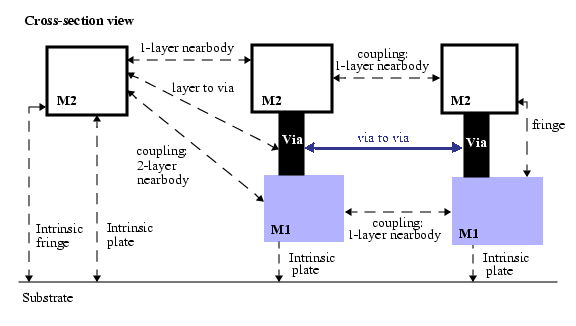 Cross-section view
1-layer nearbody
coupling:
1-layer nearbody
M2
M2
M2
layer to via
fringe
Via
via to via
Via
coupling:
2-layer
nearbody
M1
coupling:
1-layer nearbody
M1
Intrinsic
fringe
Intrinsic
plate
Intrinsic
plate
Intrinsic
plate
Substrate